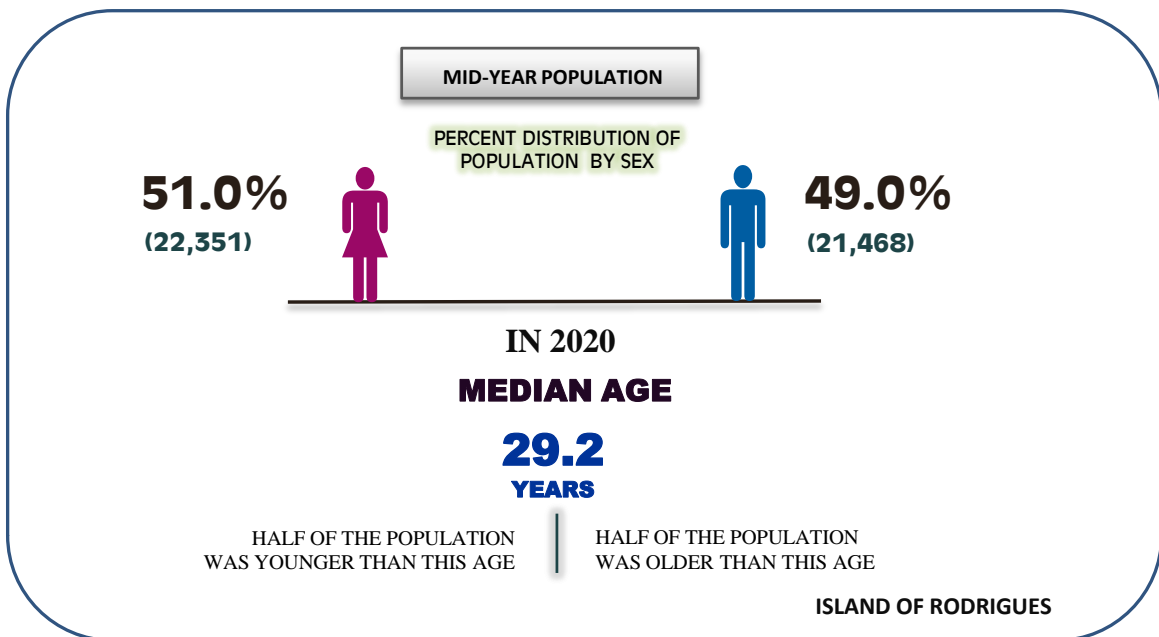 MID-YEAR POPULATION
PERCENT DISTRIBUTION OF
POPULATION BY SEX
51.0%
(22,351)
49.0%
(21,468)
IN 2020
MEDIAN AGE
29.2
YEARS
HALF OF THE POPULATION
WAS YOUNGER THAN THIS AGE
HALF OF THE POPULATION
WAS OLDER THAN THIS AGE
ISLAND OF RODRIGUES